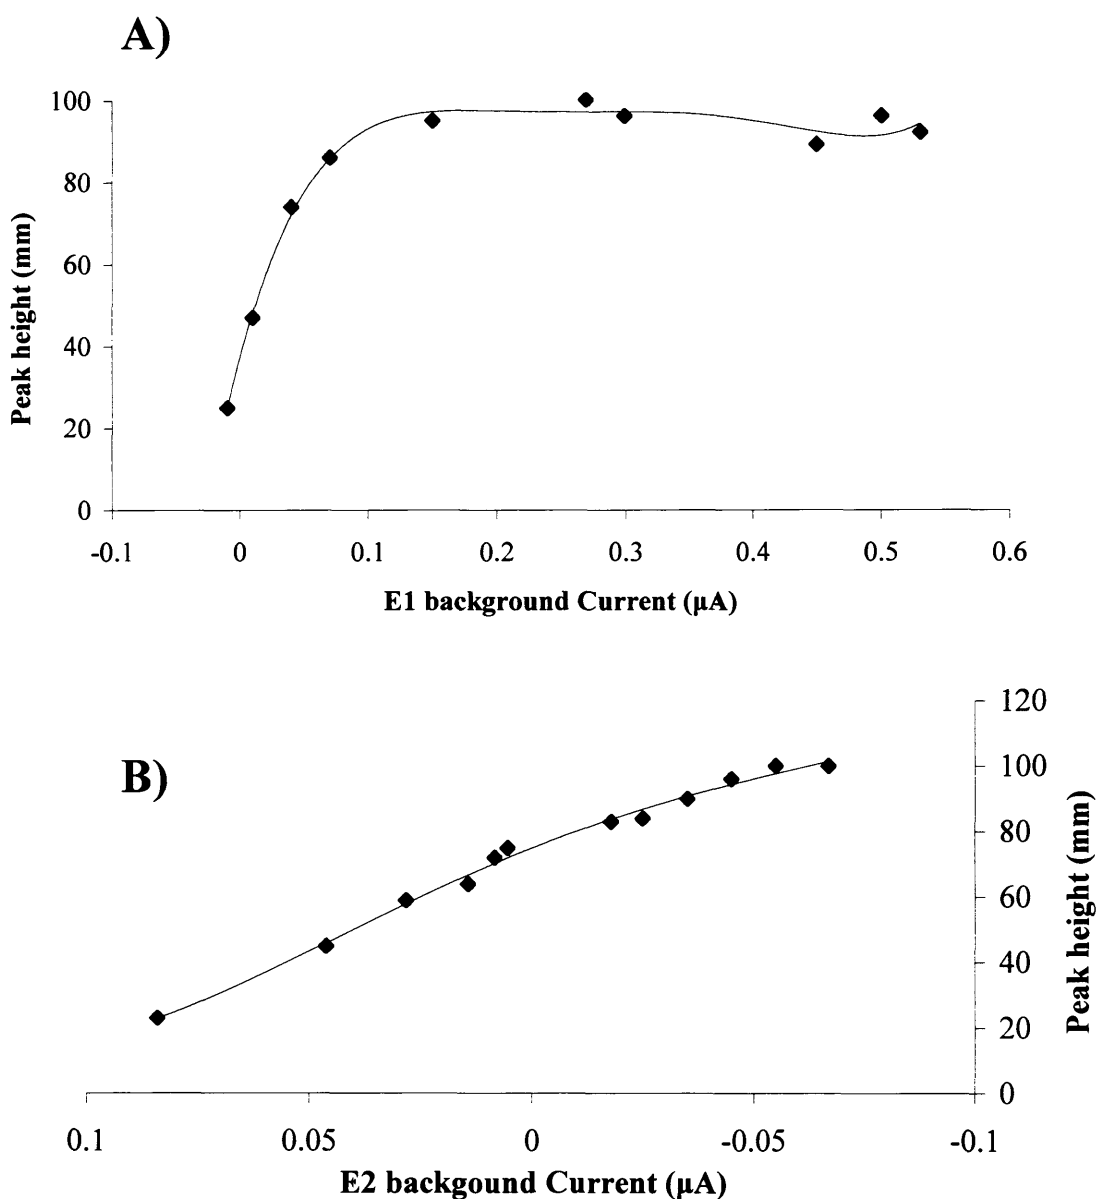 A)
100
80
60
40
20
0
Peak height (mm)
-0.1 0 0.1 0.2 0.3 0.4 0.5 0.6
E1 background Current (µA)
B)
120
100
80
60
40
20
0
Peak height (mm)
0.1 0.05 0 -0.05 -0.1
E2 backgound Current (µA)